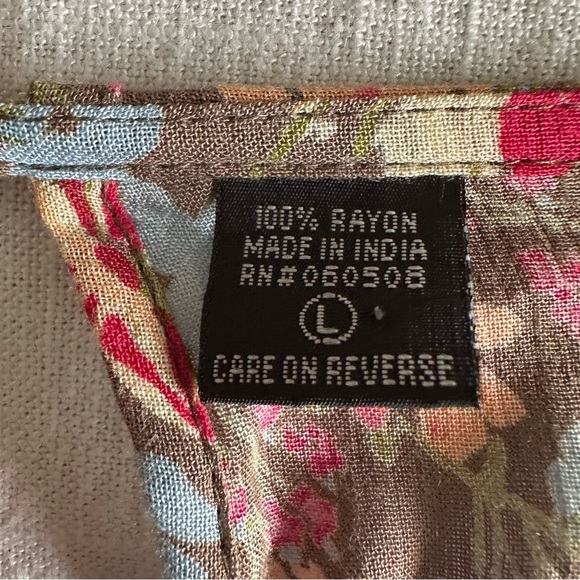 100% RAYON
MADE IN INDIA
RN#060508
L
CARE ON REVERSE